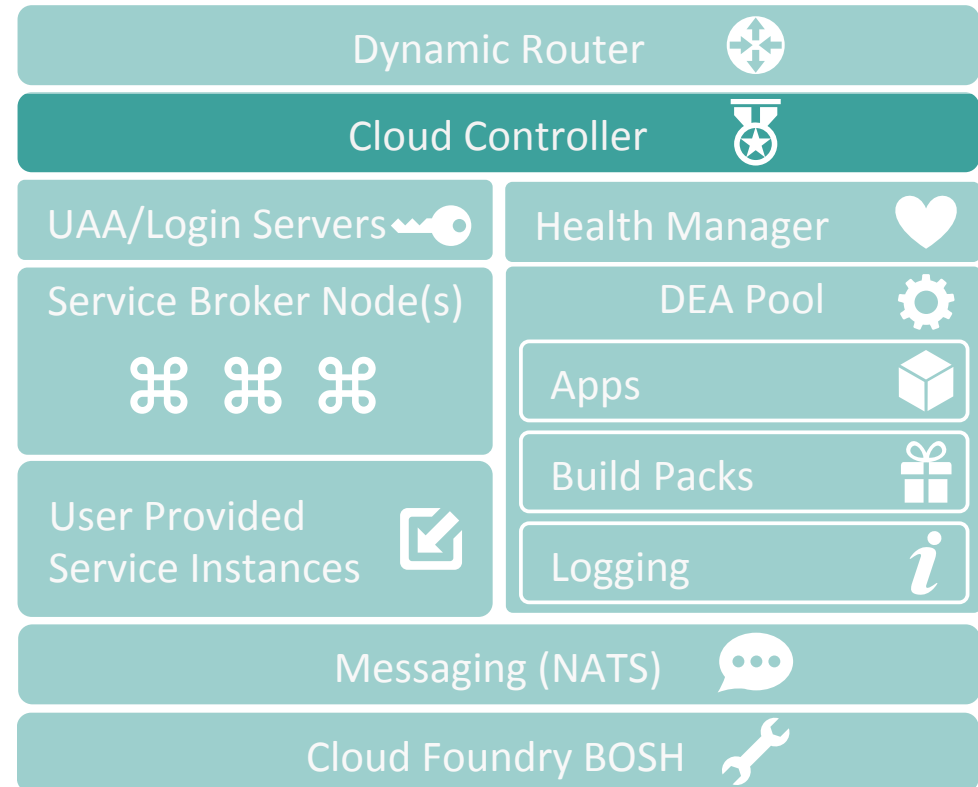 Dynamic Router
Cloud Controller
UAA/Login Servers
Health Manager
Service Broker Node(s)
DEA Pool
Apps
Build Packs
User Provided
Service Instances
Logging
Messaging (NATS)
Cloud Foundry BOSH